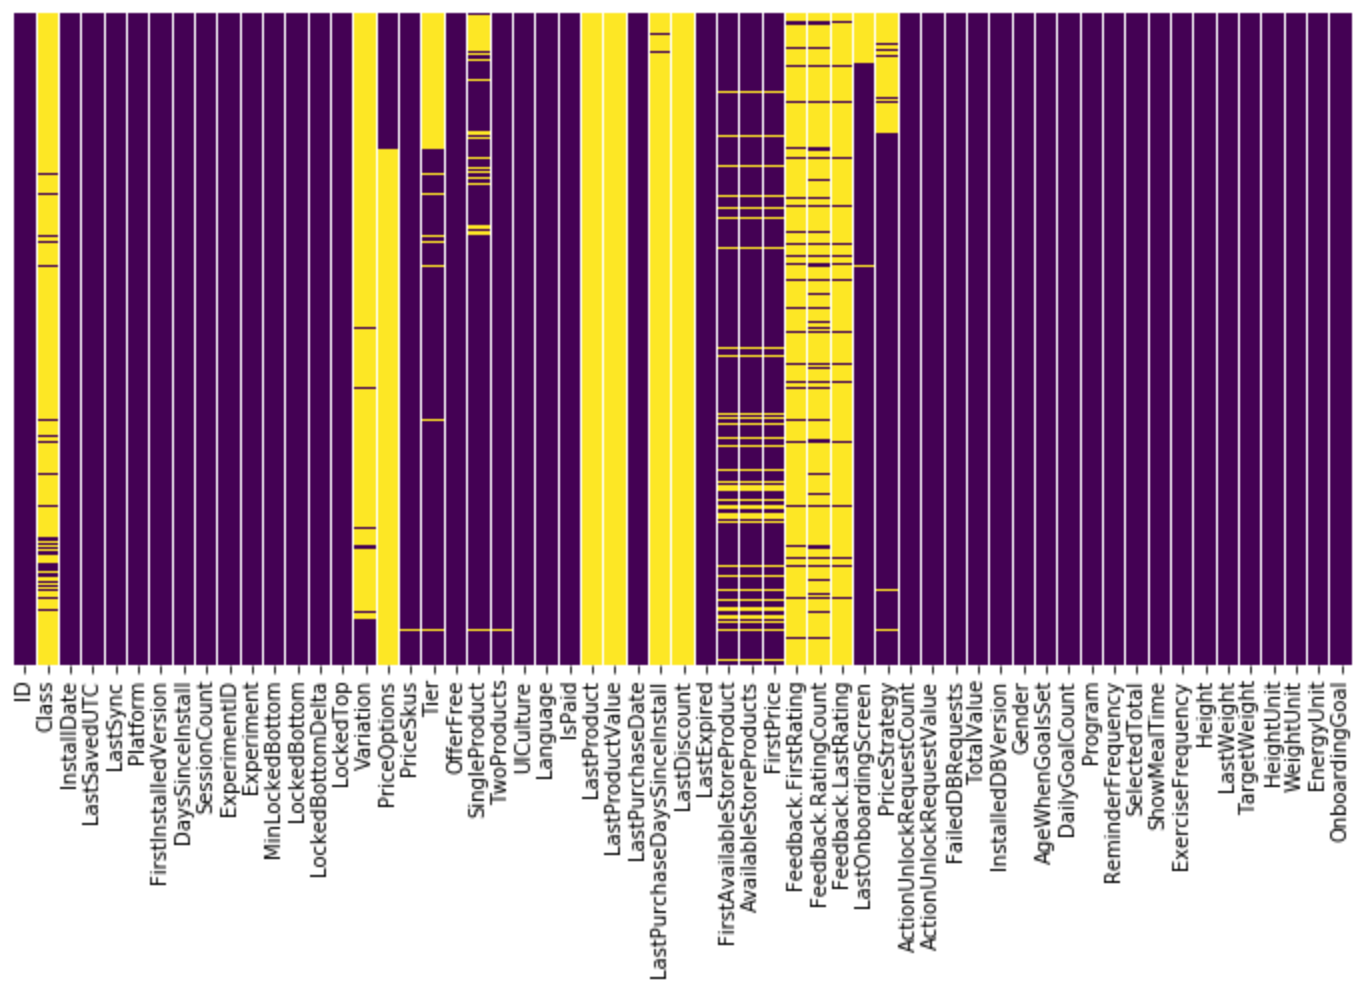 ID
Class
InstallDate
LastSavedUTC
LastSync
Platform
FirstInstalledVersion
DaysSinceInstall
SessionCount
ExperimentID
Experiment
MinLockedBottom
LockedBottom
LockedBottomDelta
LockedTop
Variation
PriceOptions
PriceSkus
Tier
OfferFree
SingleProduct
TwoProducts
UICulture
Language
IsPaid
LastProduct
LastProductValue
LastPurchaseDate
LastPurchaseDaysSinceInstall
LastDiscount
LastExpired
FirstAvailableStoreProduct
AvailableStoreProducts
FirstPrice
Feedback.FirstRating
Feedback.RatingCount
Feedback.LastRating
LastOnboardingScreen
PriceStrategy
ActionUnlockRequestCount
ActionUnlockRequestValue
FailedDBRequests
TotalValue
InstalledDBVersion
Gender
AgeWhenGoalsSet
DailyGoalCount
Program
ReminderFrequency
SelectedTotal
ShowMealTime
ExerciseFrequency
Height
LastWeight
TargetWeight
HeightUnit
WeightUnit
EnergyUnit
OnboardingGoal